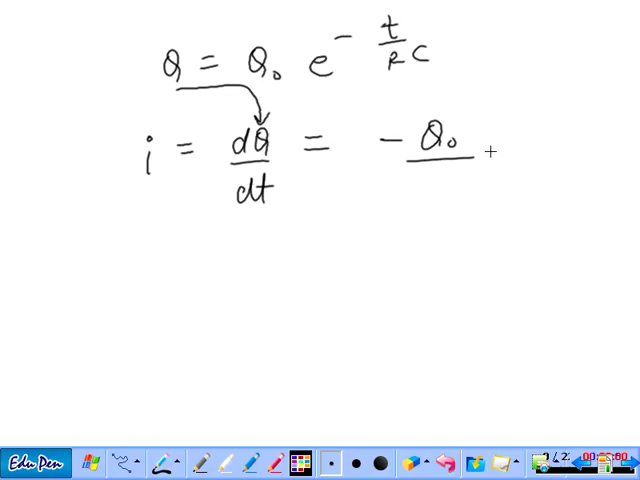 Q = Q₀ e^(-t/RC)
i = dQ/dt = - Q₀
Edu Pen